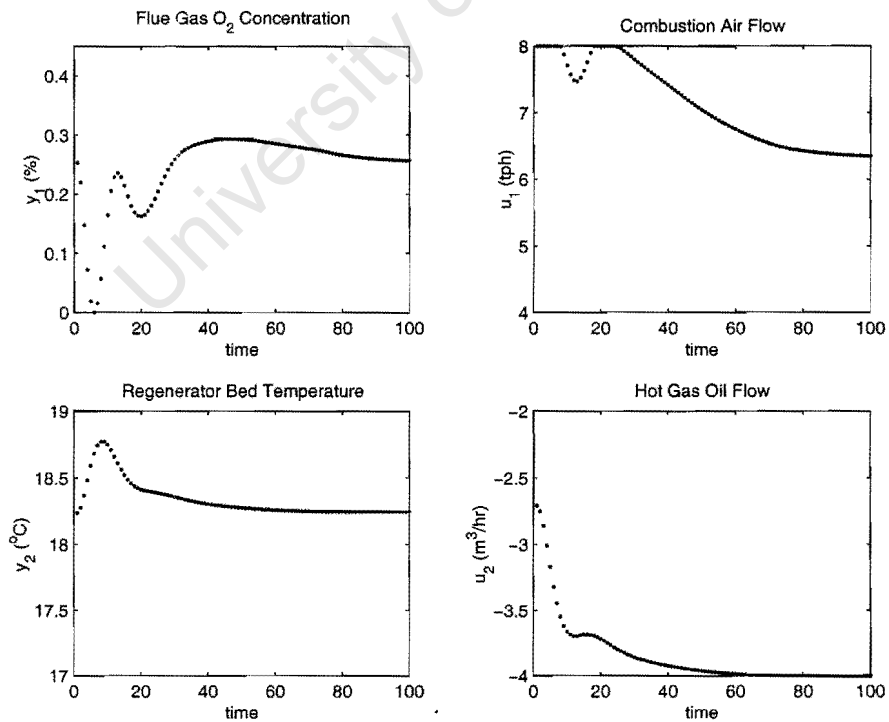 Flue Gas O2 Concentration
y1 (%)
0.4
0.3
0.2
0.1
0
0 20 40 60 80 100
time
Combustion Air Flow
u1 (tph)
8
7
6
5
4
0 20 40 60 80 100
time
Regenerator Bed Temperature
y2 (°C)
19
18.5
18
17.5
17
0 20 40 60 80 100
time
Hot Gas Oil Flow
u2 (m3/hr)
−2
−2.5
−3
−3.5
−4
0 20 40 60 80 100
time
University of